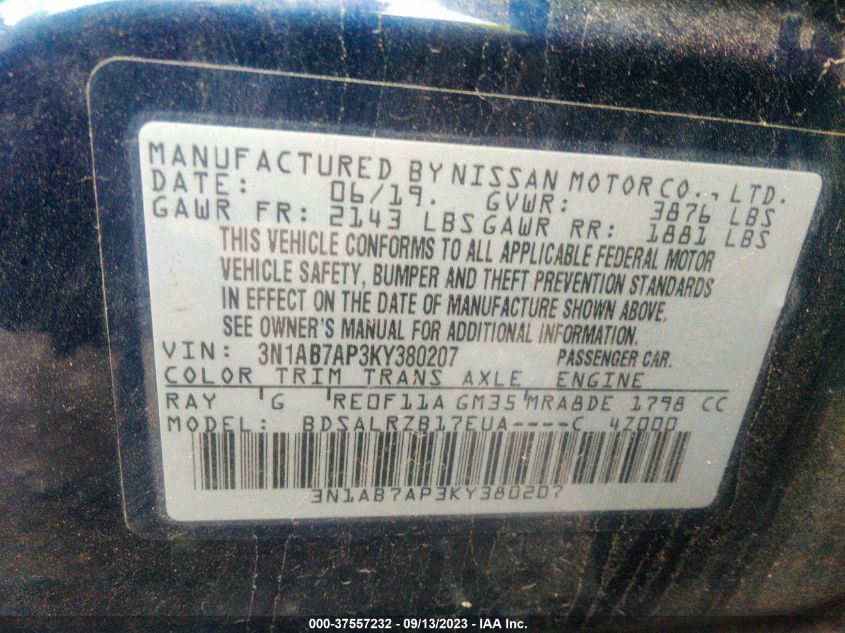 MANUFACTURED BY NISSAN MOTOR CO., LTD.
DATE: 06/19. GVWR: 3876 LBS
GAWR FR: 2143 LBS GAWR RR: 1881 LBS
THIS VEHICLE CONFORMS TO ALL APPLICABLE FEDERAL MOTOR
VEHICLE SAFETY, BUMPER AND THEFT PREVENTION STANDARDS
IN EFFECT ON THE DATE OF MANUFACTURE SHOWN ABOVE.
SEE OWNER'S MANUAL FOR ADDITIONAL INFORMATION.
VIN: 3N1AB7AP3KY380207 PASSENGER CAR.
COLOR TRIM TRANS AXLE ENGINE
RAY G RE0F11A GM35 MRA8DE 1798 CC
MODEL: BDSALRZB17EUA----C 4Z000
3N1AB7AP3KY380207
000-37557232 - 09/13/2023 - IAA Inc.